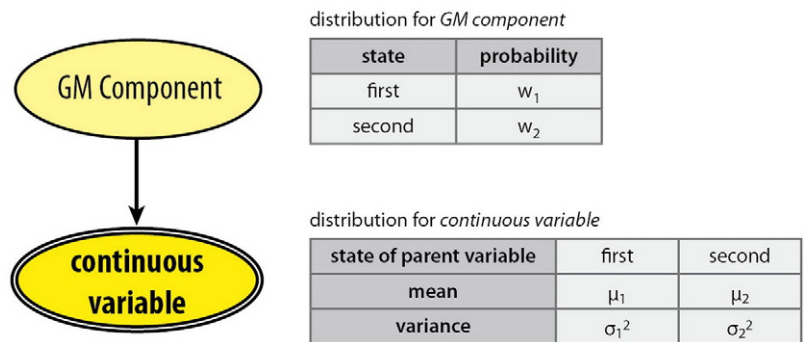 GM Component
continuous
variable
distribution for GM component
state probability
first w₁
second w₂
distribution for continuous variable
state of parent variable first second
mean μ₁ μ₂
variance σ₁² σ₂²